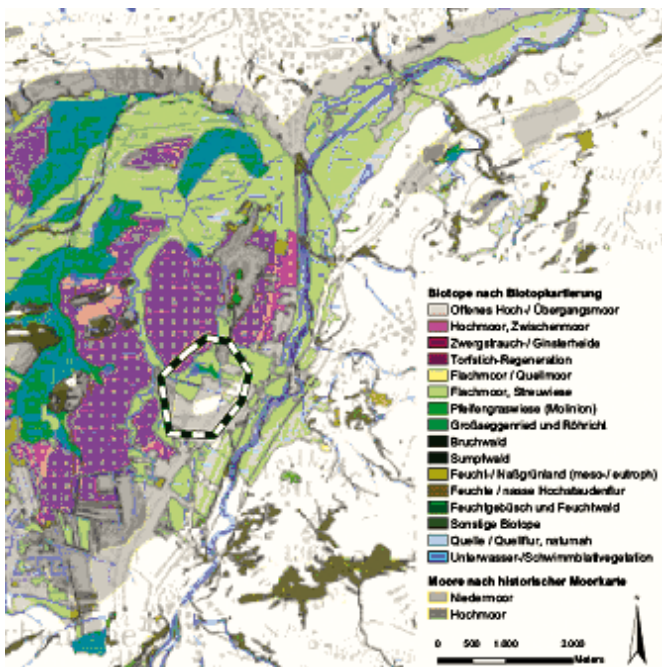 Biotope nach Biotopkartierung
Offenes Hoch-/ Übergangsmoor
Hochmoor, Zwischenmoor
Zwergstrauch-/ Ginsterheide
Torfstich-Regeneration
Flachmoor / Quellmoor
Flachmoor, Streuwiese
Pfeifengraswiese (Molinion)
Großseggenried und Röhricht
Bruchwald
Sumpfwald
Feucht-/ Naßgrünland (meso-/ eutroph)
Feuchte / nasse Hochstaudenflur
Feuchtgebüsch und Feuchtwald
Sonstige Biotope
Quelle / Quellflur, naturnah
Unterwasser-/Schwimmblattvegetation
Moore nach historischer Moorkarte
Niedermoor
Hochmoor
N
0 500 1.000 2.000
Meters